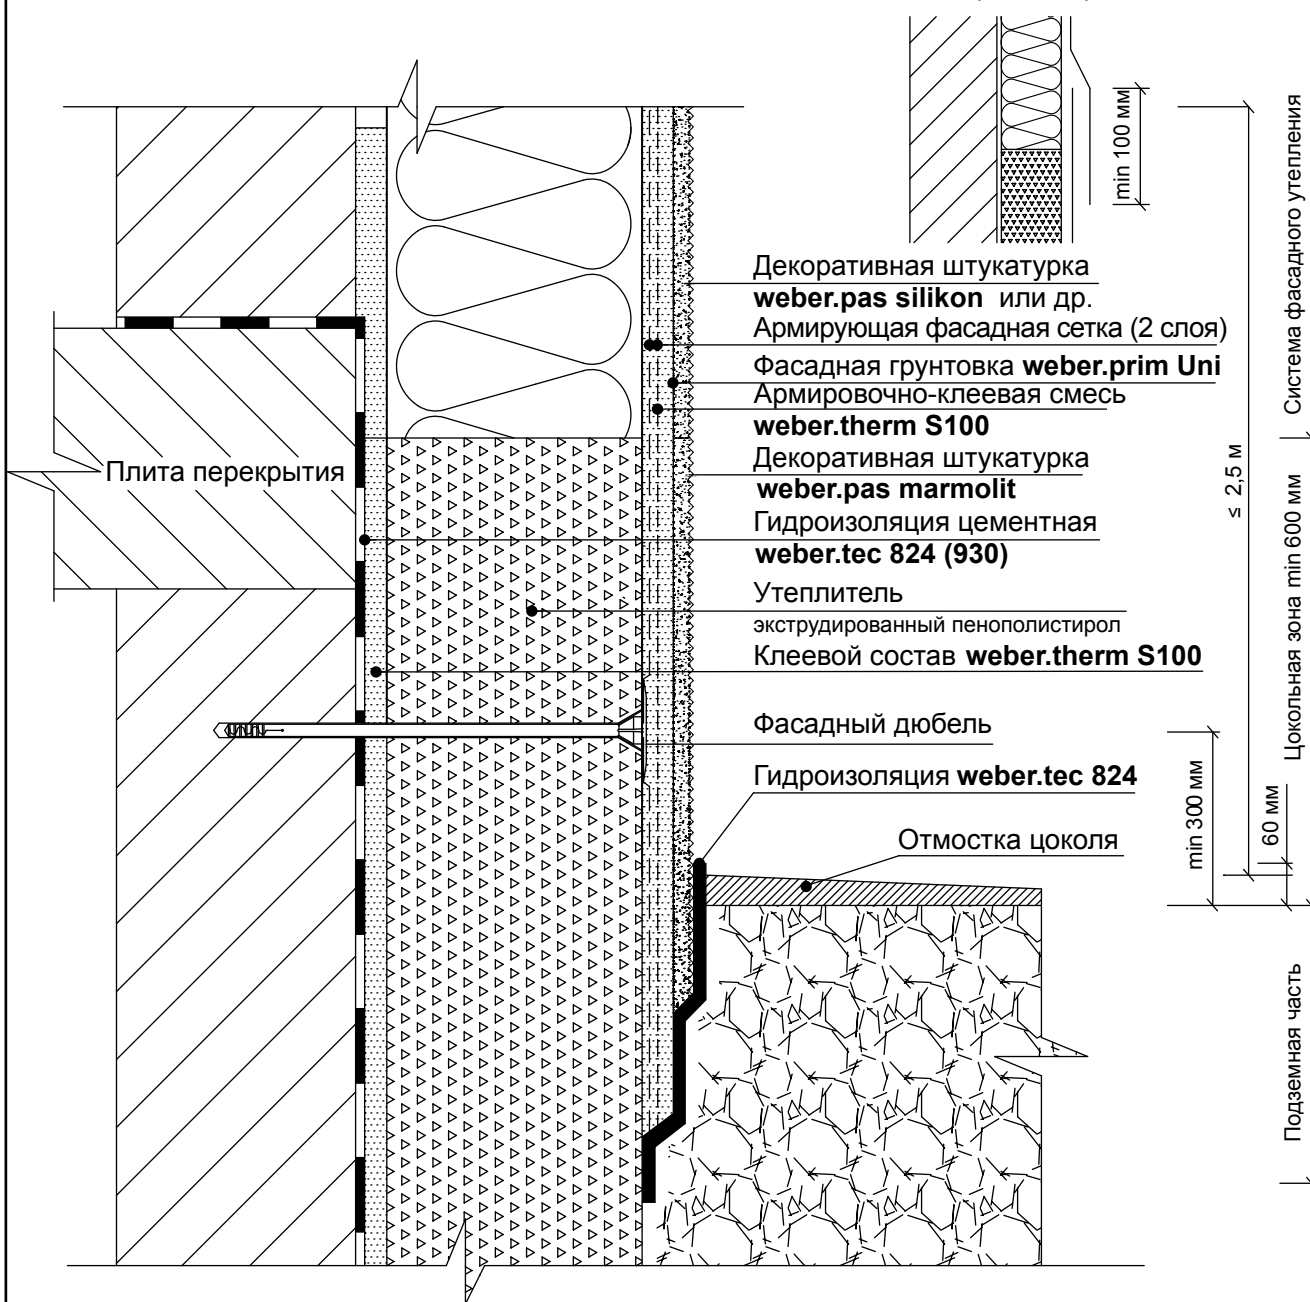 min 100 мм
Система фасадного утепления
Декоративная штукатурка
weber.pas silikon или др.
Армирующая фасадная сетка (2 слоя)
Фасадная грунтовка weber.prim Uni
Армировочно-клеевая смесь
weber.therm S100
Декоративная штукатурка
weber.pas marmolit
Плита перекрытия
Гидроизоляция цементная
weber.tec 824 (930)
Утеплитель
экструдированный пенополистирол
Клеевой состав weber.therm S100
Фасадный дюбель
Гидроизоляция weber.tec 824
Отмостка цоколя
≤ 2,5 м
Цокольная зона min 600 мм
min 300 мм
60 мм
Подземная часть